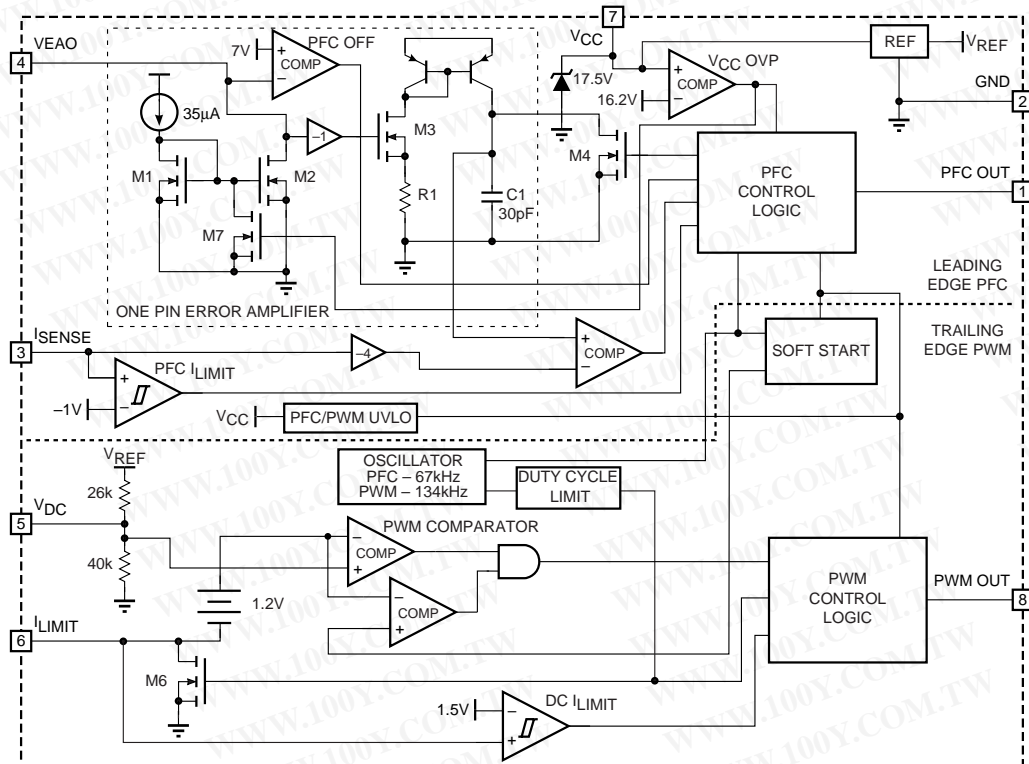 7
VEAO
4
VCC
PFC OFF
7V
+
COMP
–
35µA
M1
M2
M7
–1
M3
R1
C1
30pF
ONE PIN ERROR AMPLIFIER
17.5V
VCC OVP
+
COMP
–
16.2V
M4
REF
VREF
GND
2
PFC
CONTROL
LOGIC
PFC OUT
1
LEADING
EDGE PFC
TRAILING
EDGE PWM
ISENSE
3
PFC ILIMIT
+
–
–1V
–4
+
COMP
–
SOFT START
VCC
PFC/PWM UVLO
OSCILLATOR
PFC – 67kHz
PWM – 134kHz
DUTY CYCLE
LIMIT
VREF
26k
VDC
5
40k
PWM COMPARATOR
–
COMP
+
–
COMP
+
1.2V
ILIMIT
6
M6
PWM
CONTROL
LOGIC
PWM OUT
8
1.5V
DC ILIMIT
–
+
WWW.100Y.COM.TW